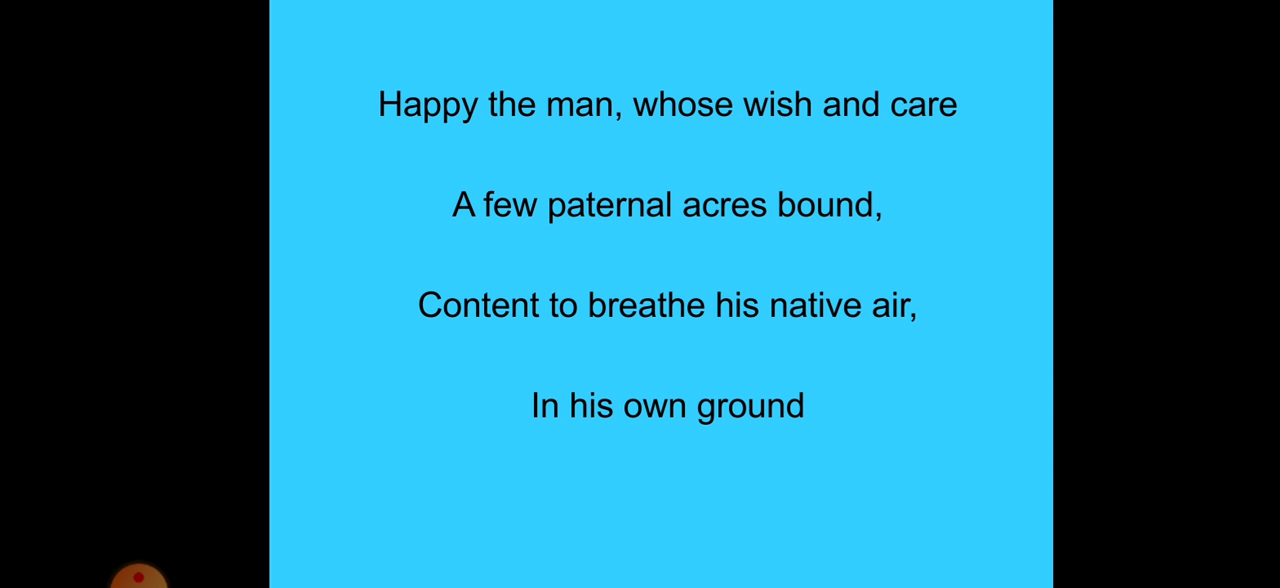 Happy the man, whose wish and care
A few paternal acres bound,
Content to breathe his native air,
In his own ground